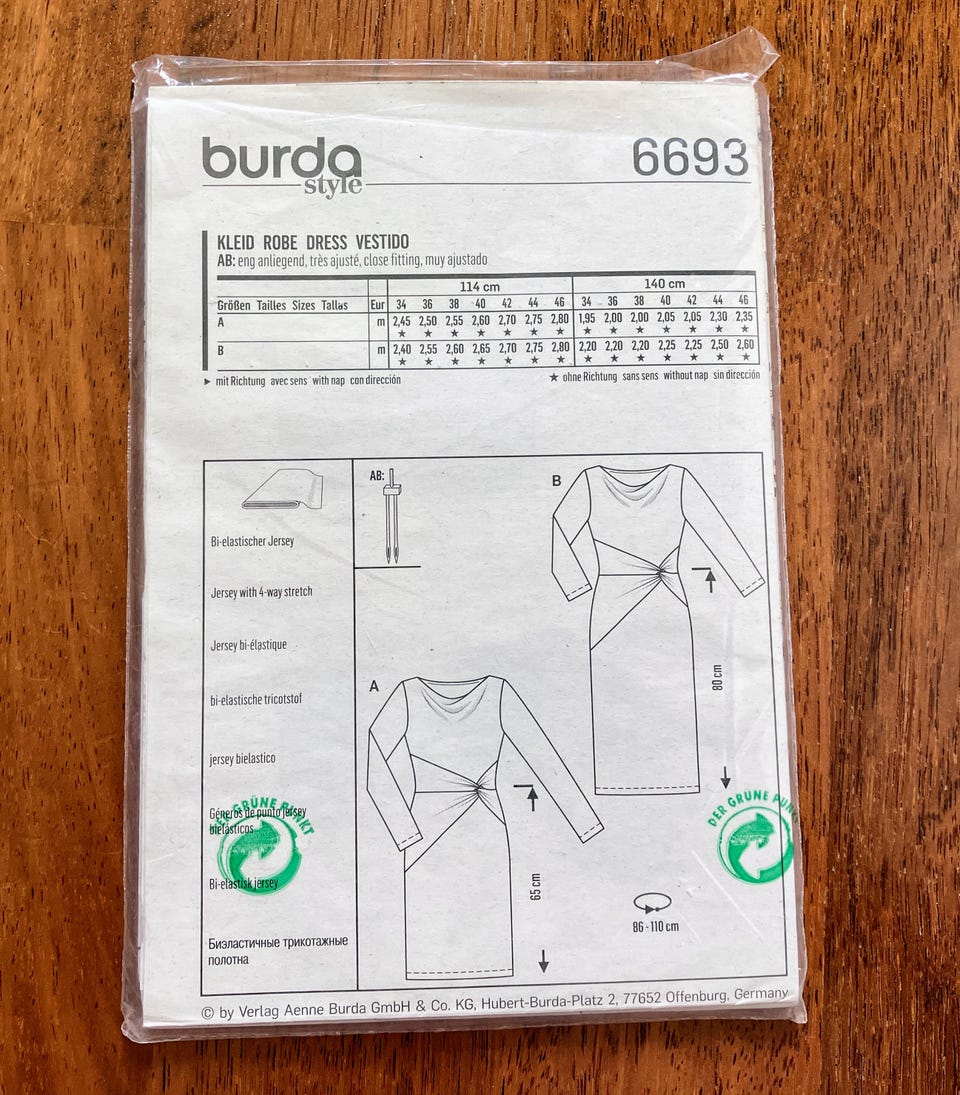 burda
style
6693
KLEID ROBE DRESS VESTIDO
AB: eng anliegend, très ajusté, close fitting, muy ajustado
114 cm 140 cm
Größen Tailles Sizes Tallas Eur 34 36 38 40 42 44 46 34 36 38 40 42 44 46
A m 2,45 2,50 2,55 2,60 2,70 2,75 2,80 1,95 2,00 2,00 2,05 2,05 2,30 2,35
★ ★ ★ ★ ★ ★ ★ ★ ★ ★ ★ ★ ★ ★
B m 2,40 2,55 2,60 2,65 2,70 2,75 2,80 2,20 2,20 2,20 2,25 2,25 2,50 2,60
★ ★ ★ ★ ★ ★ ★ ★ ★ ★ ★ ★ ★ ★
► mit Richtung avec sens with nap con dirección ★ ohne Richtung sans sens without nap sin dirección
AB:
B
Bi-elastischer Jersey
Jersey with 4-way stretch
Jersey bi-élastique
bi-elastische tricotstof
jersey bielastico
Géneros de punto jersey
bielásticos
Bi-elastisk jersey
Биэластичные трикотажные
полотна
DER GRÜNE PUNKT
80 cm
A
65 cm
DER GRÜNE PUNKT
86 - 110 cm
© by Verlag Aenne Burda GmbH & Co. KG, Hubert-Burda-Platz 2, 77652 Offenburg, Germany